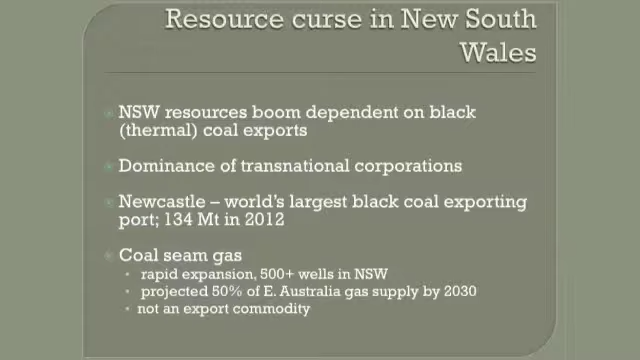 Resource curse in New South
Wales
NSW resources boom dependent on black
(thermal) coal exports
Dominance of transnational corporations
Newcastle – world's largest black coal exporting
port; 134 Mt in 2012
Coal seam gas
• rapid expansion, 500+ wells in NSW
• projected 50% of E. Australia gas supply by 2030
• not an export commodity